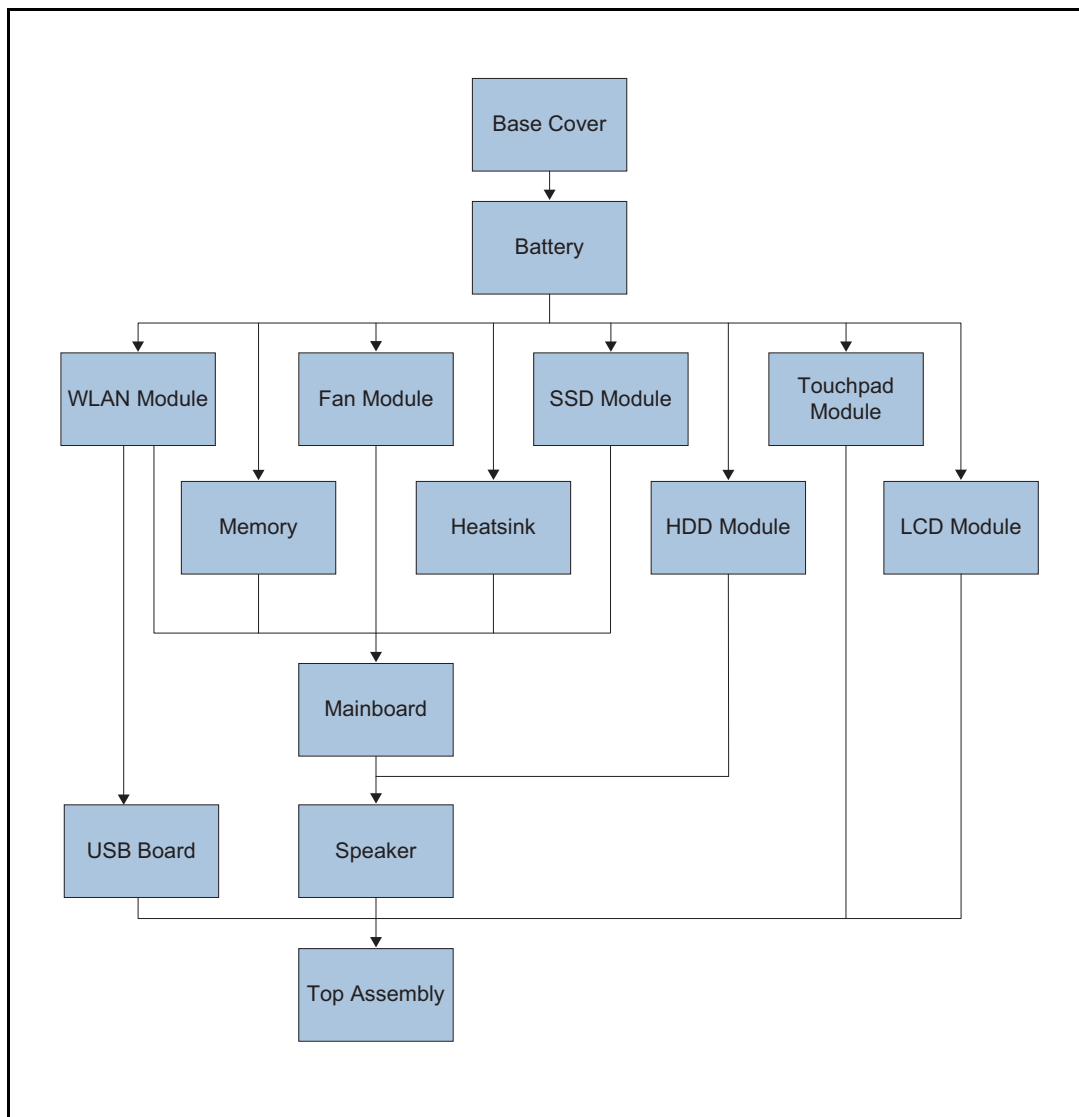 Base Cover
Battery
WLAN Module
Fan Module
SSD Module
Touchpad
Module
Memory
Heatsink
HDD Module
LCD Module
Mainboard
USB Board
Speaker
Top Assembly